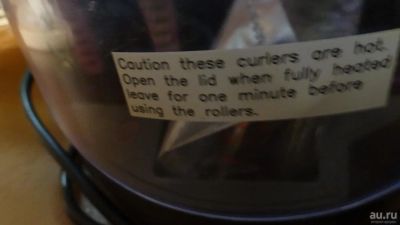 Caution these curlers are hot.
Open the lid when fully heated
leave for one minute before
using the rollers.
au.ru